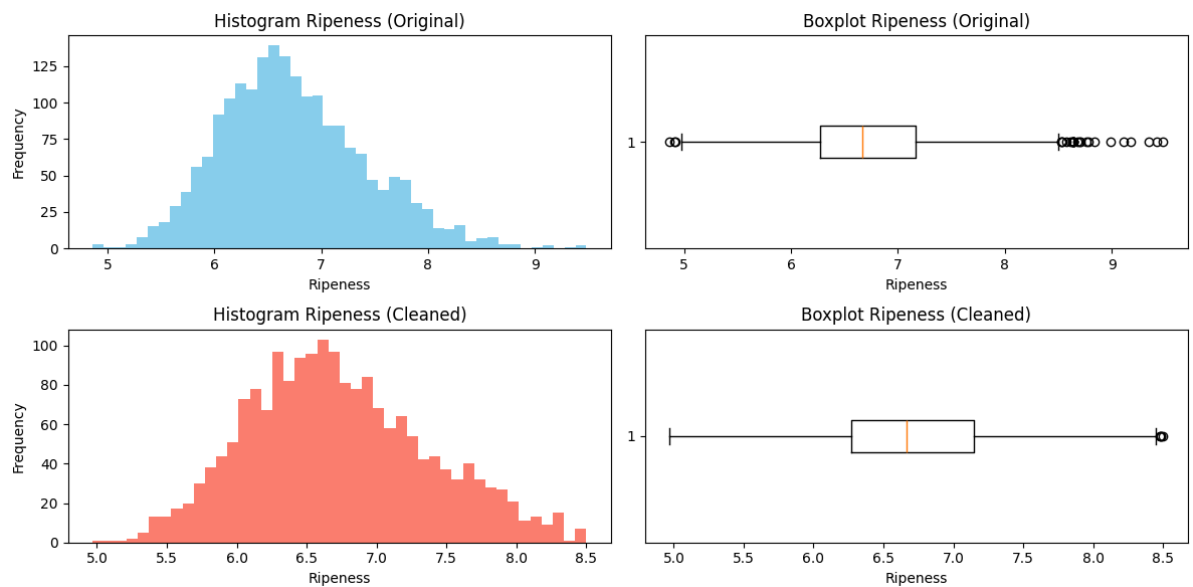 Histogram Ripeness (Original)
Frequency
125
100
75
50
25
0
5 6 7 8 9
Ripeness
Boxplot Ripeness (Original)
1
5 6 7 8 9
Ripeness
Histogram Ripeness (Cleaned)
Frequency
100
80
60
40
20
0
5.0 5.5 6.0 6.5 7.0 7.5 8.0 8.5
Ripeness
Boxplot Ripeness (Cleaned)
1
5.0 5.5 6.0 6.5 7.0 7.5 8.0 8.5
Ripeness